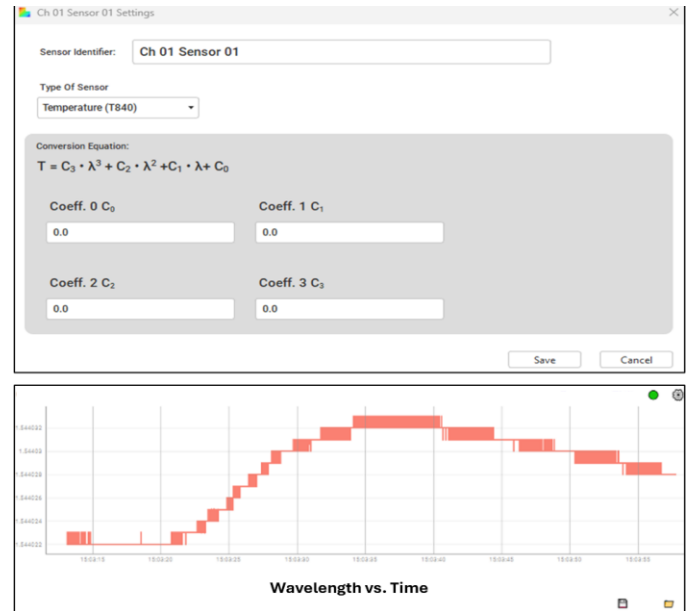 Ch 01 Sensor 01 Settings
Sensor Identifier: Ch 01 Sensor 01
Type Of Sensor
Temperature (T840)
Conversion Equation:
T = C₃ • λ³ + C₂ • λ² +C₁ • λ+ C₀
Coeff. 0 C₀ Coeff. 1 C₁
0.0 0.0
Coeff. 2 C₂ Coeff. 3 C₃
0.0 0.0
Save Cancel
Wavelength vs. Time